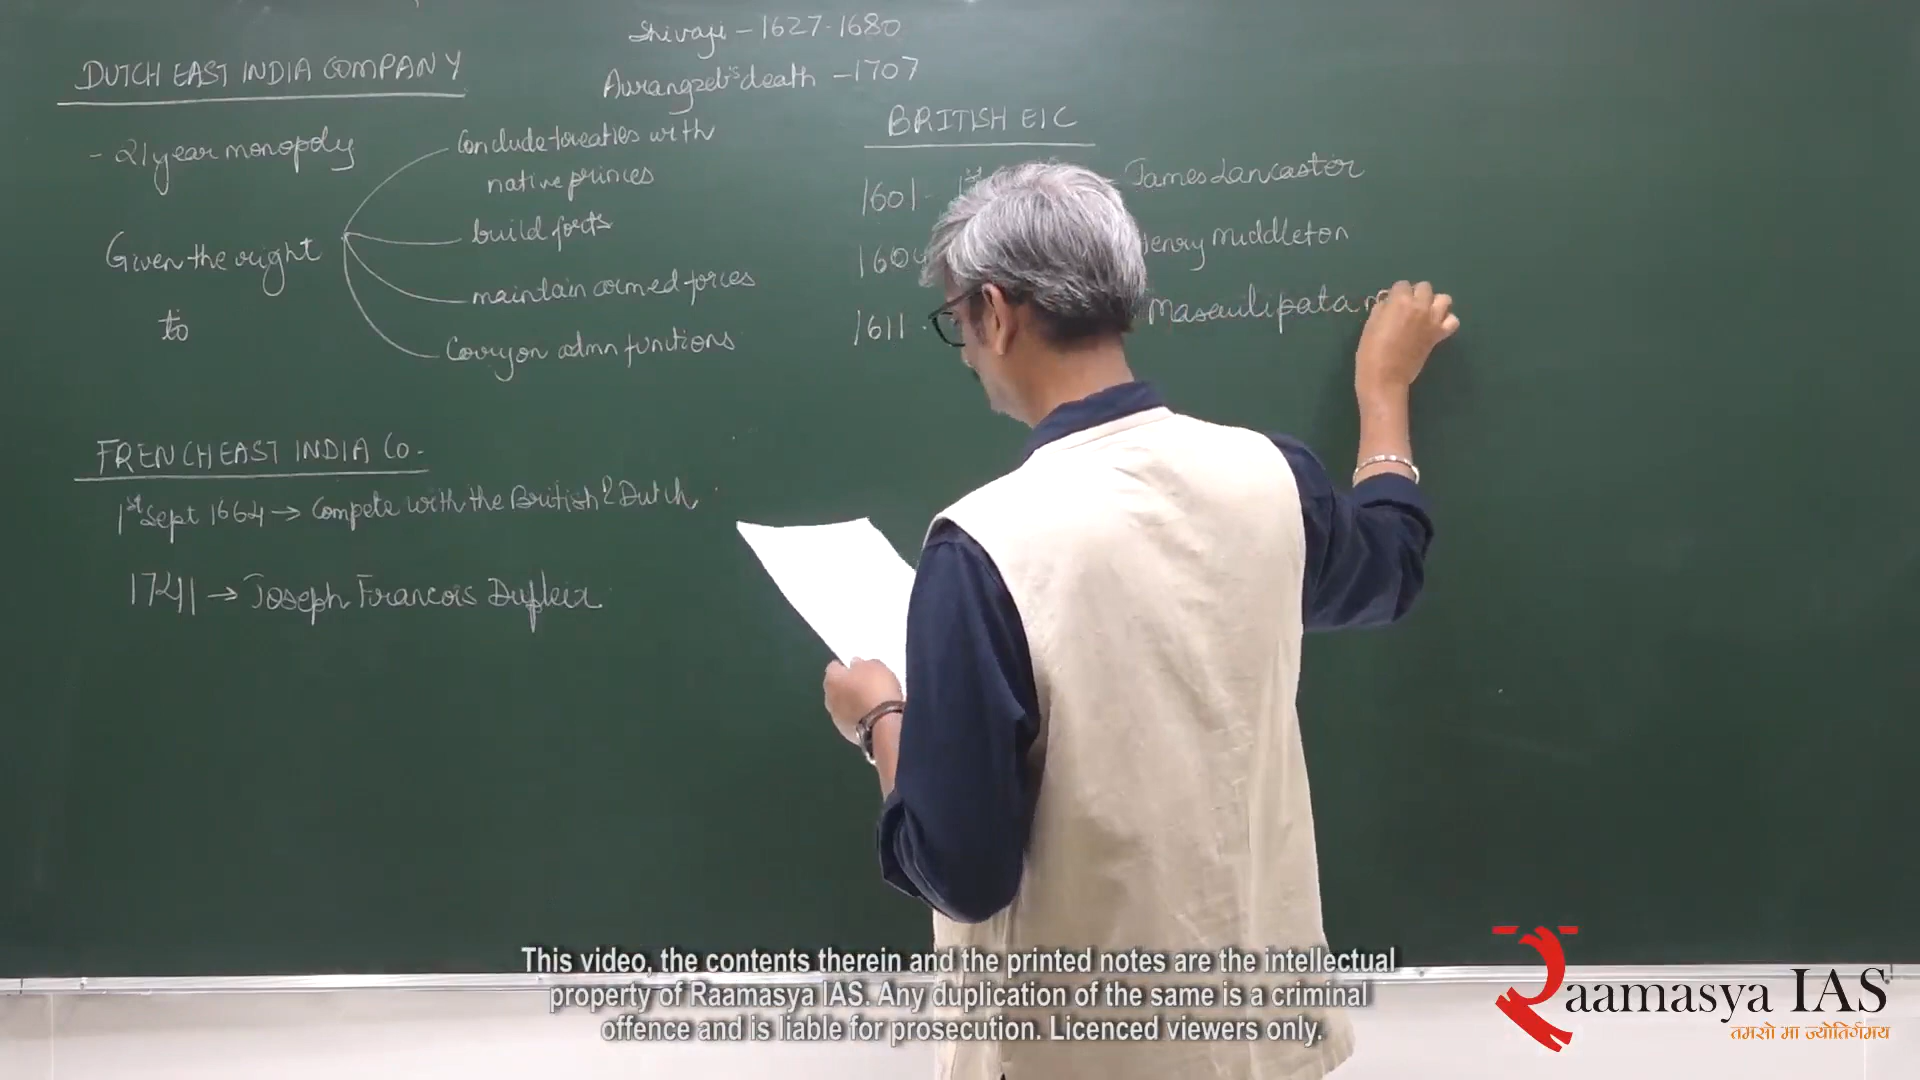 Shivaji - 1627-1680
Aurangzeb's death - 1707
DUTCH EAST INDIA COMPANY
- 21 year monopoly
Given the right
to
Conclude treaties with
native princes
build forts
maintain armed forces
Carry on admn functions
FRENCH EAST INDIA Co.
1st Sept 1664 → Compete with the British & Dutch
1741 → Joseph Francois Dupleix
BRITISH EIC
1601 - 1st James Lancaster
1604 Henry Middleton
1611 - Masaulipatam
This video, the contents therein and the printed notes are the intellectual
property of Raamasya IAS. Any duplication of the same is a criminal
offence and is liable for prosecution. Licenced viewers only.
Raamasya IAS
तमसो मा ज्योतिर्गमय